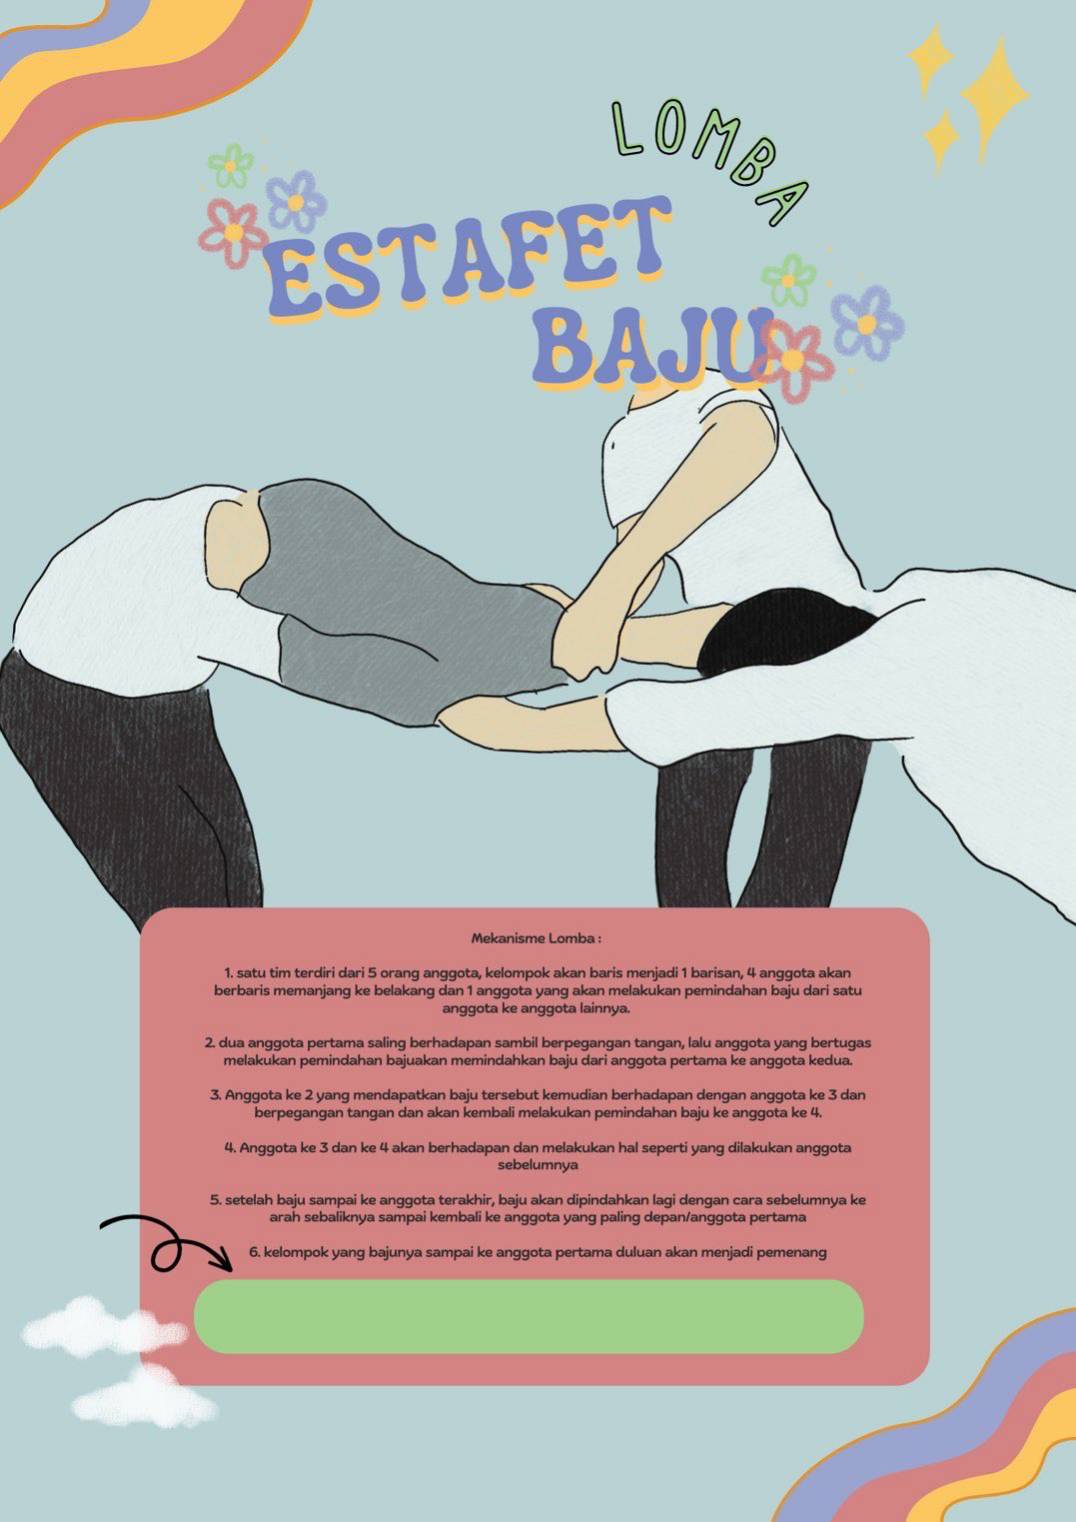 LOMBA
ESTAFET
BAJU
Mekanisme Lomba :
1. satu tim terdiri dari 5 orang anggota, kelompok akan baris menjadi 1 barisan, 4 anggota akan
berbaris memanjang ke belakang dan 1 anggota yang akan melakukan pemindahan baju dari satu
anggota ke anggota lainnya.
2. dua anggota pertama saling berhadapan sambil berpegangan tangan, lalu anggota yang bertugas
melakukan pemindahan bajuakan memindahkan baju dari anggota pertama ke anggota kedua.
3. Anggota ke 2 yang mendapatkan baju tersebut kemudian berhadapan dengan anggota ke 3 dan
berpegangan tangan dan akan kembali melakukan pemindahan baju ke anggota ke 4.
4. Anggota ke 3 dan ke 4 akan berhadapan dan melakukan hal seperti yang dilakukan anggota
sebelumnya
5. setelah baju sampai ke anggota terakhir, baju akan dipindahkan lagi dengan cara sebelumnya ke
arah sebaliknya sampai kembali ke anggota yang paling depan/anggota pertama
6. kelompok yang bajunya sampai ke anggota pertama duluan akan menjadi pemenang